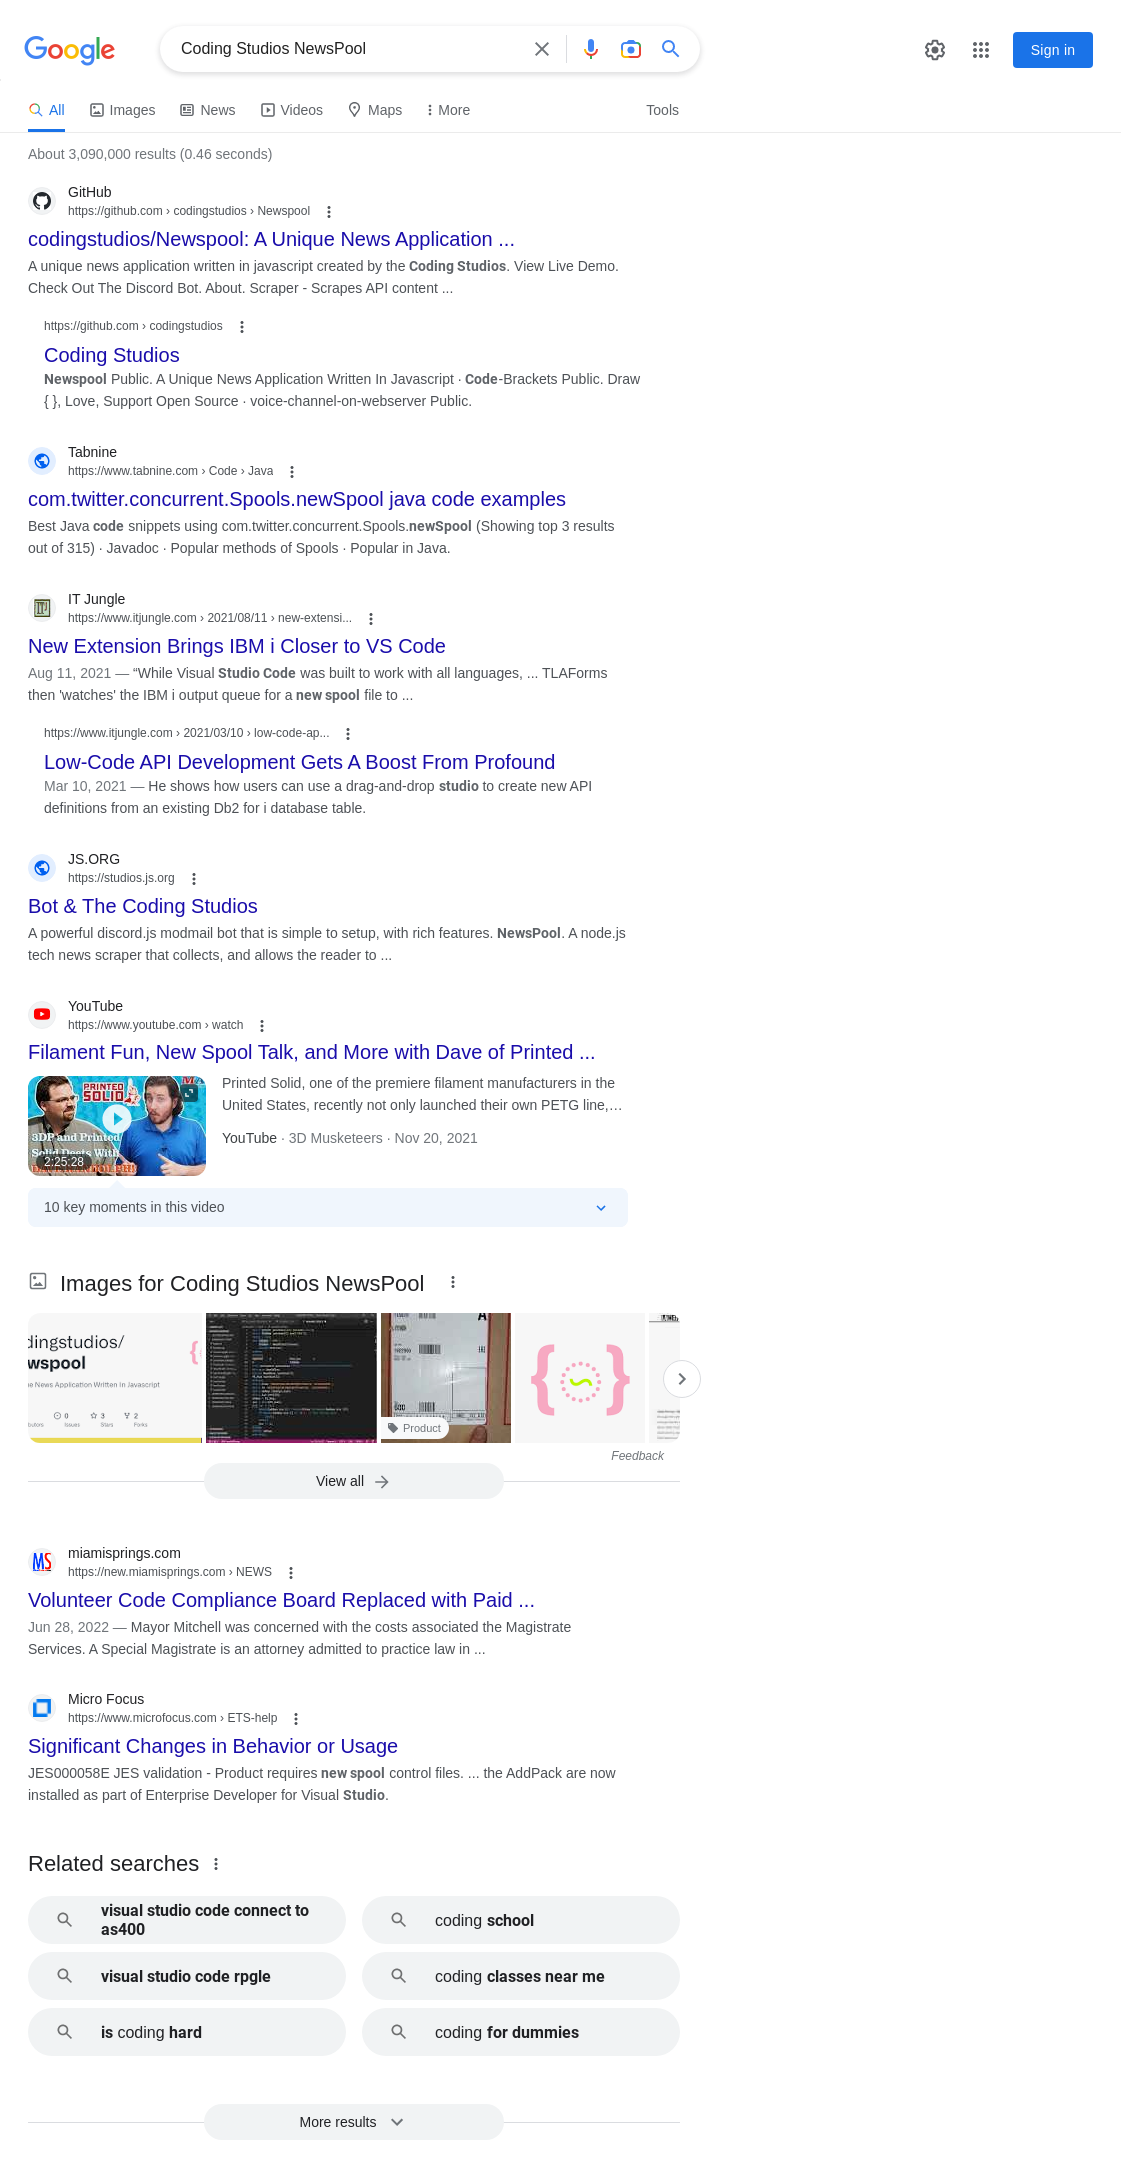 Google
Coding Studios NewsPool
Sign in
All
Images
News
Videos
Maps
More
Tools
About 3,090,000 results (0.46 seconds)
GitHub
https://github.com › codingstudios › Newspool
codingstudios/Newspool: A Unique News Application ...
A unique news application written in javascript created by the Coding Studios. View Live Demo.
Check Out The Discord Bot. About. Scraper - Scrapes API content ...
https://github.com › codingstudios
Coding Studios
Newspool Public. A Unique News Application Written In Javascript · Code-Brackets Public. Draw
{ }, Love, Support Open Source · voice-channel-on-webserver Public.
Tabnine
https://www.tabnine.com › Code › Java
com.twitter.concurrent.Spools.newSpool java code examples
Best Java code snippets using com.twitter.concurrent.Spools.newSpool (Showing top 3 results
out of 315) · Javadoc · Popular methods of Spools · Popular in Java.
IT Jungle
https://www.itjungle.com › 2021/08/11 › new-extensi...
New Extension Brings IBM i Closer to VS Code
Aug 11, 2021 — “While Visual Studio Code was built to work with all languages, ... TLAForms
then 'watches' the IBM i output queue for a new spool file to ...
https://www.itjungle.com › 2021/03/10 › low-code-ap...
Low-Code API Development Gets A Boost From Profound
Mar 10, 2021 — He shows how users can use a drag-and-drop studio to create new API
definitions from an existing Db2 for i database table.
JS.ORG
https://studios.js.org
Bot & The Coding Studios
A powerful discord.js modmail bot that is simple to setup, with rich features. NewsPool. A node.js
tech news scraper that collects, and allows the reader to ...
YouTube
https://www.youtube.com › watch
Filament Fun, New Spool Talk, and More with Dave of Printed ...
PRINTED
SOLID
3DP and Printed
Solid Deets With
2:25:28
Printed Solid, one of the premiere filament manufacturers in the
United States, recently not only launched their own PETG line,…
YouTube · 3D Musketeers · Nov 20, 2021
10 key moments in this video
Images for Coding Studios NewsPool
dingstudios/
wspool
ne News Application Written In Javascript
0
Issues
3
Stars
2
Forks
Product
Feedback
View all
MS
miamisprings.com
https://new.miamisprings.com › NEWS
Volunteer Code Compliance Board Replaced with Paid ...
Jun 28, 2022 — Mayor Mitchell was concerned with the costs associated the Magistrate
Services. A Special Magistrate is an attorney admitted to practice law in ...
Micro Focus
https://www.microfocus.com › ETS-help
Significant Changes in Behavior or Usage
JES000058E JES validation - Product requires new spool control files. ... the AddPack are now
installed as part of Enterprise Developer for Visual Studio.
Related searches
visual studio code connect to
as400
coding school
visual studio code rpgle
coding classes near me
is coding hard
coding for dummies
More results